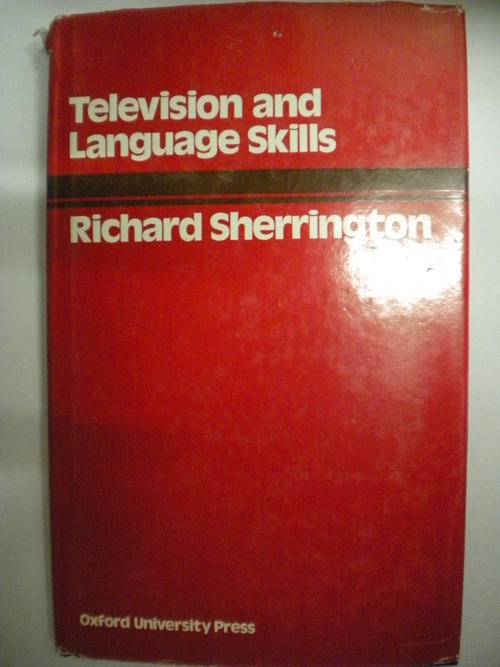 Television and
Language Skills
Richard Sherrington
Oxford University Press